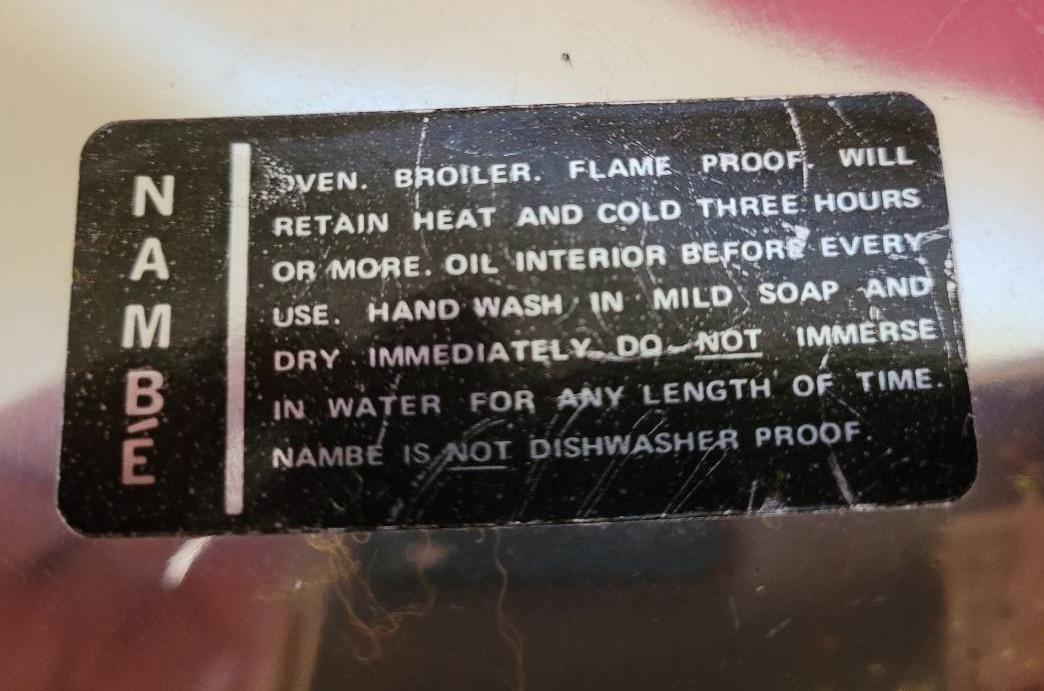 NAMBÉ
OVEN. BROILER. FLAME PROOF. WILL
RETAIN HEAT AND COLD THREE HOURS
OR MORE. OIL INTERIOR BEFORE EVERY
USE. HAND WASH IN MILD SOAP AND
DRY IMMEDIATELY. DO NOT IMMERSE
IN WATER FOR ANY LENGTH OF TIME.
NAMBE IS NOT DISHWASHER PROOF.